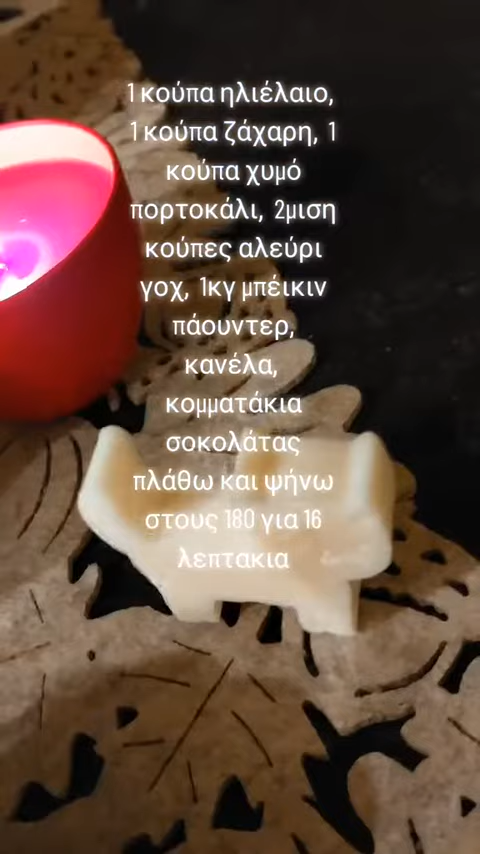 1 κούπα ηλιέλαιο,
1 κούπα ζάχαρη, 1
κούπα χυμό
πορτοκάλι, 2μιση
κούπες αλεύρι
γοχ, 1κγ μπέικιν
πάουντερ,
κανέλα,
κομματάκια
σοκολάτας
πλάθω και ψήνω
στους 180 για 16
λεπτακια